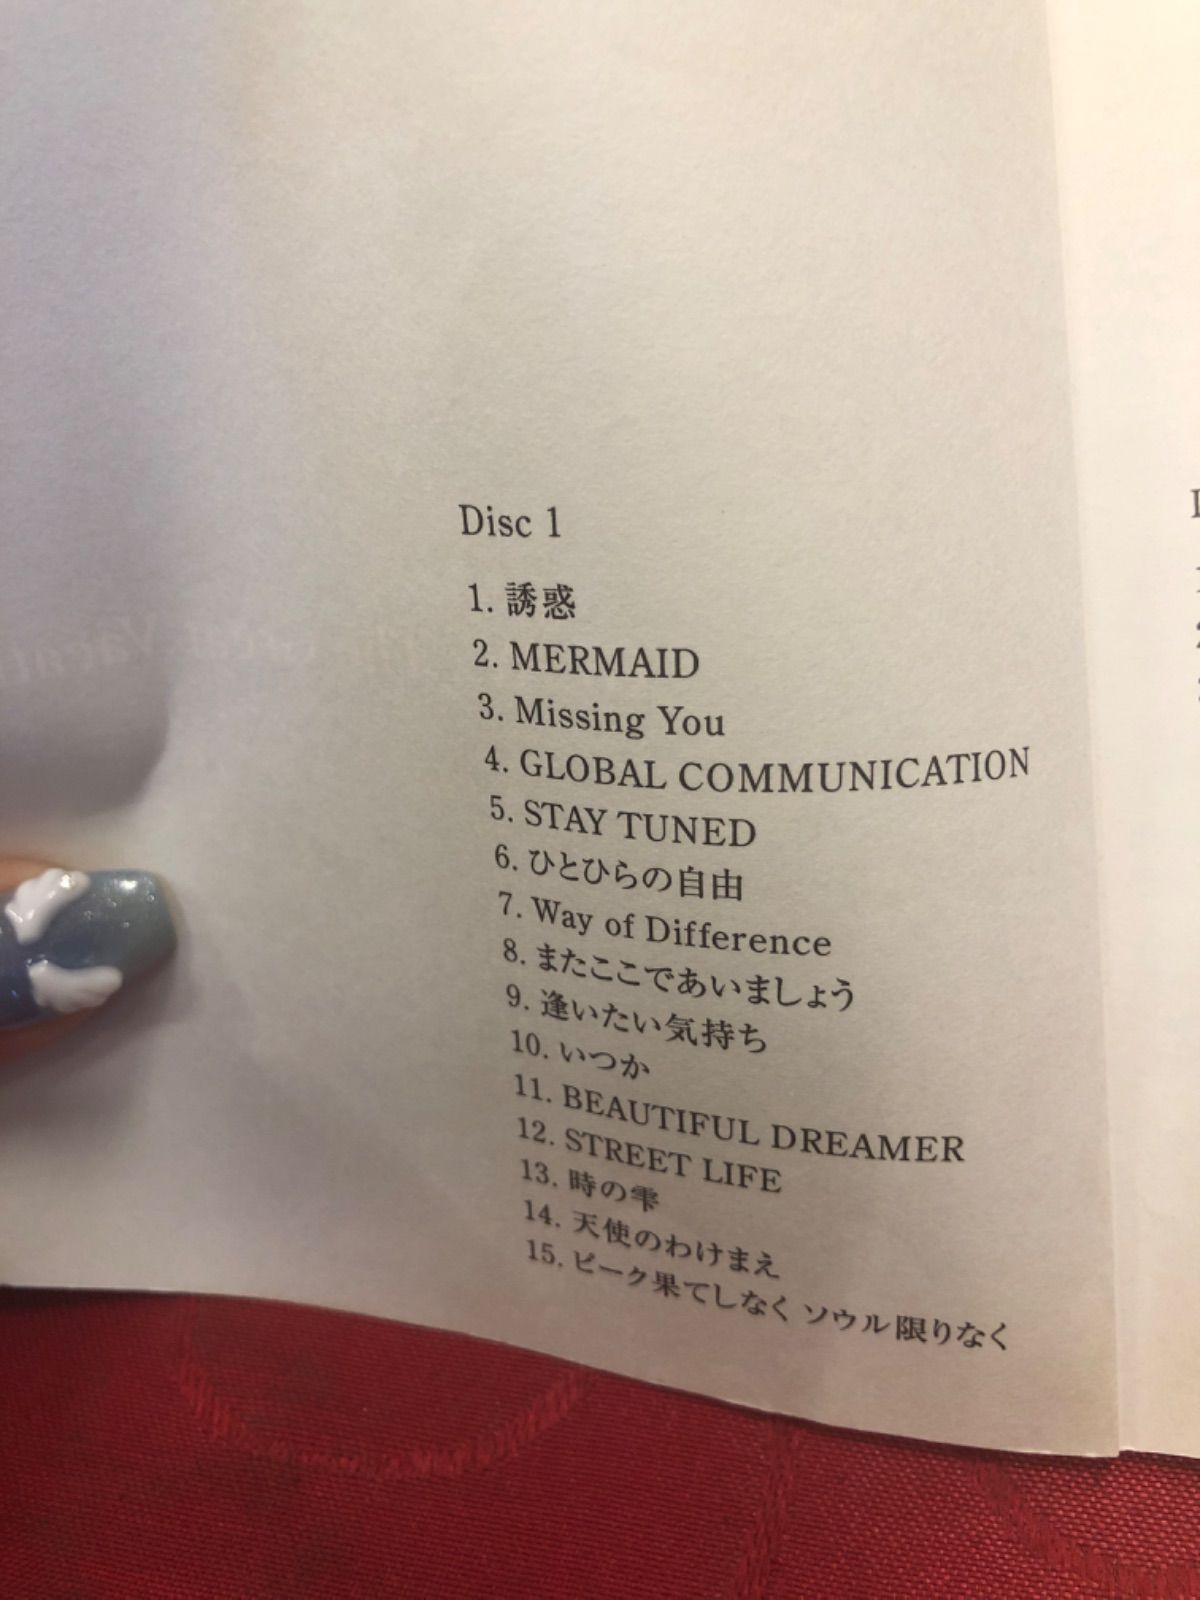 Disc 1
1. 誘惑
2. MERMAID
3. Missing You
4. GLOBAL COMMUNICATION
5. STAY TUNED
6. ひとひらの自由
7. Way of Difference
8. またここであいましょう
9. 逢いたい気持ち
10. いつか
11. BEAUTIFUL DREAMER
12. STREET LIFE
13. 時の雫
14. 天使のわけまえ
15. ピーク果てしなく ソウル限りなく